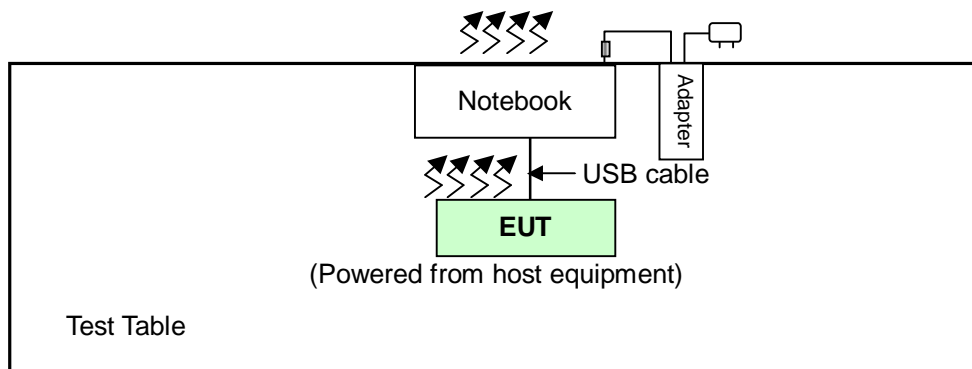 Notebook
Adapter
USB cable
EUT
(Powered from host equipment)
Test Table